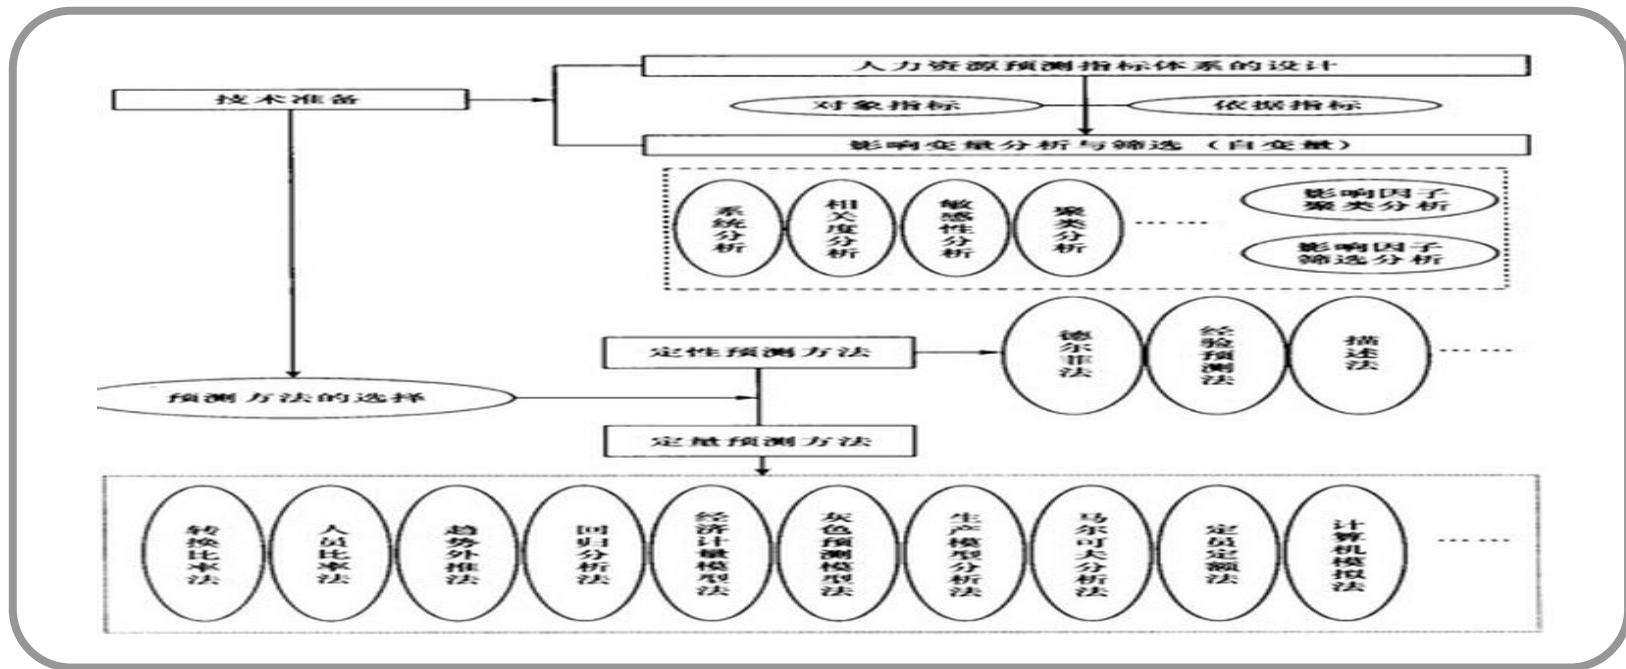 人力资源预测指标体系的设计
技术准备
对象指标
依据指标
影响变量分析与筛选（自变量）
系统分析
相关度分析
敏感性分析
聚类分析
……
影响因子
聚类分析
影响因子
筛选分析
定性预测方法
德尔菲法
经验预测法
描述法
……
预测方法的选择
定量预测方法
转换比率法
人员比率法
趋势外推法
回归分析法
经济计量模型法
灰色预测模型法
生产模型分析法
马尔可夫分析法
定员定额法
计算机模拟法
……